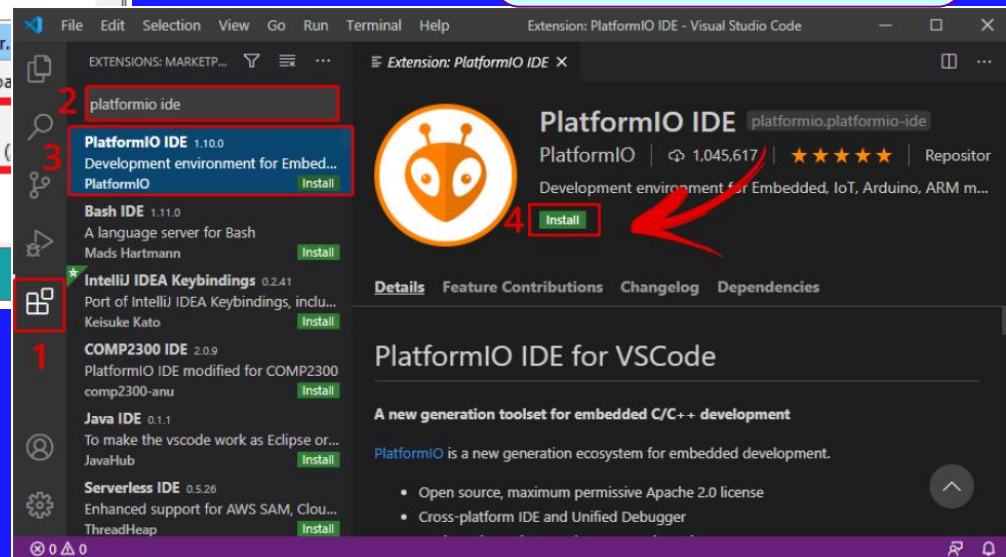 File Edit Selection View Go Run Terminal Help Extension: PlatformIO IDE - Visual Studio Code
EXTENSIONS: MARKETP...
Extension: PlatformIO IDE
2
platformio ide
3
PlatformIO IDE 1.10.0
Development environment for Embed...
PlatformIO Install
Bash IDE 1.11.0
A language server for Bash
Mads Hartmann Install
IntelliJ IDEA Keybindings 0.2.41
Port of IntelliJ IDEA Keybindings, inclu...
Keisuke Kato Install
1
COMP2300 IDE 2.0.9
PlatformIO IDE modified for COMP2300
comp2300-anu Install
Java IDE 0.1.1
To make the vscode work as Eclipse or...
JavaHub Install
Serverless IDE 0.5.26
Enhanced support for AWS SAM, Clou...
ThreadHeap Install
PlatformIO IDE platformio.platformio-ide
PlatformIO 1,045,617 Repositor
Development environment for Embedded, IoT, Arduino, ARM m...
4 Install
Details Feature Contributions Changelog Dependencies
PlatformIO IDE for VSCode
A new generation toolset for embedded C/C++ development
PlatformIO is a new generation ecosystem for embedded development.
• Open source, maximum permissive Apache 2.0 license
• Cross-platform IDE and Unified Debugger
0 0